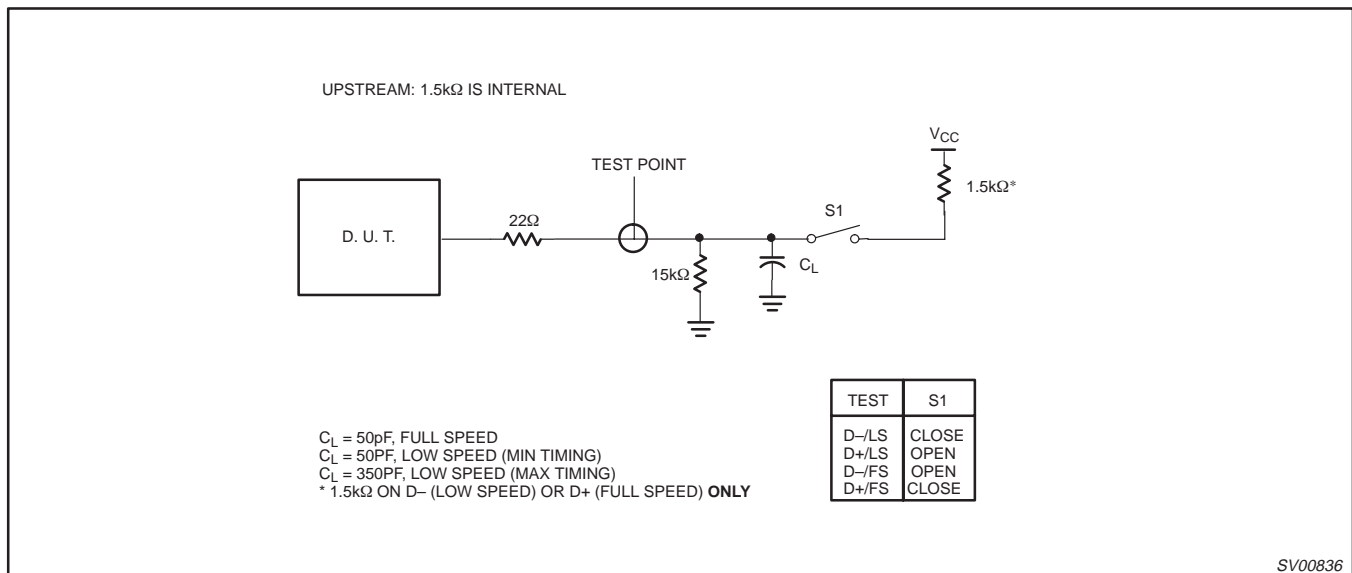 UPSTREAM: 1.5kΩ IS INTERNAL
VCC
TEST POINT
1.5kΩ*
S1
22Ω
D. U. T.
15kΩ
CL
TEST S1
D–/LS CLOSE
D+/LS OPEN
D–/FS OPEN
D+/FS CLOSE
CL = 50pF, FULL SPEED
CL = 50PF, LOW SPEED (MIN TIMING)
CL = 350PF, LOW SPEED (MAX TIMING)
* 1.5kΩ ON D– (LOW SPEED) OR D+ (FULL SPEED) ONLY
SV00836